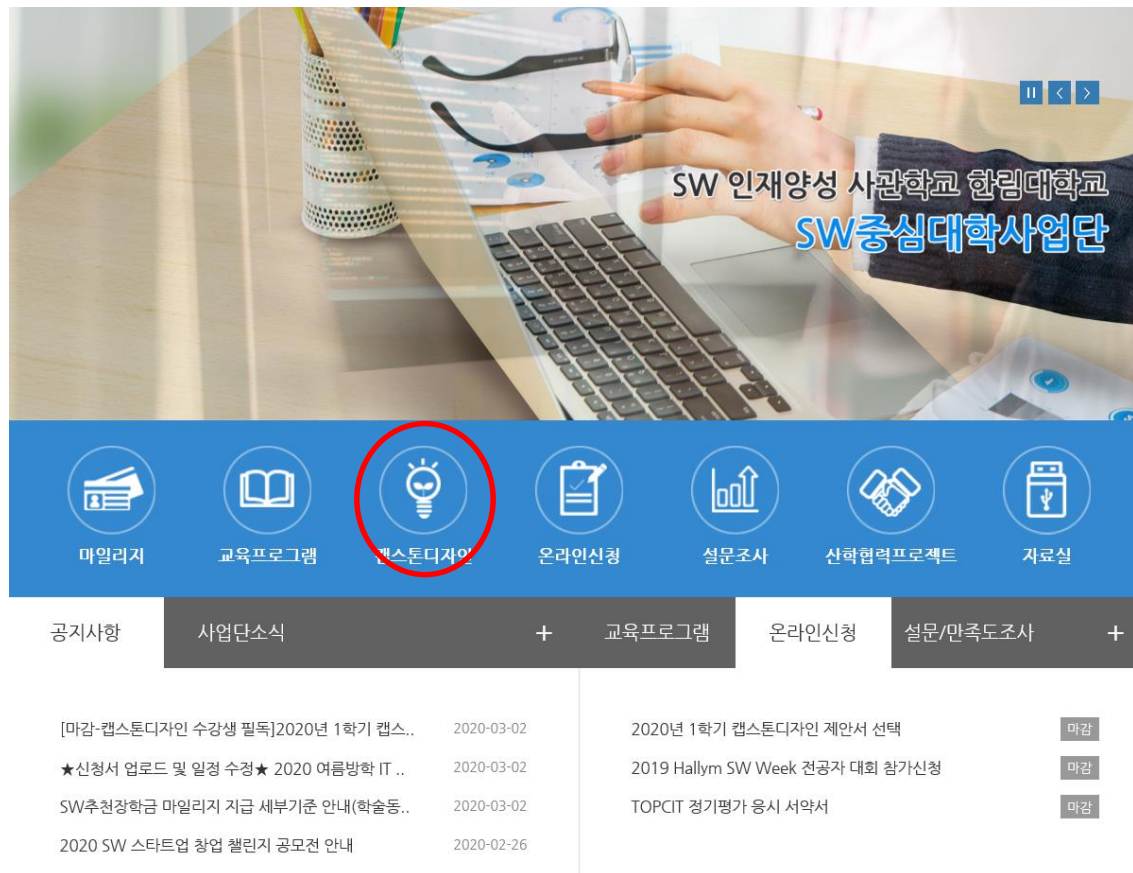 SW 인재양성 사관학교 한림대학교
SW중심대학사업단
마일리지
교육프로그램
캡스톤디자인
온라인신청
설문조사
산학협력프로젝트
자료실
공지사항
사업단소식
+
교육프로그램
온라인신청
설문/만족도조사
+
[마감-캡스톤디자인 수강생 필독]2020년 1학기 캡스.. 2020-03-02
★신청서 업로드 및 일정 수정★ 2020 여름방학 IT .. 2020-03-02
SW추천장학금 마일리지 지급 세부기준 안내(학술동.. 2020-03-02
2020 SW 스타트업 창업 챌린지 공모전 안내 2020-02-26
2020년 1학기 캡스톤디자인 제안서 선택 마감
2019 Hallym SW Week 전공자 대회 참가신청 마감
TOPCIT 정기평가 응시 서약서 마감